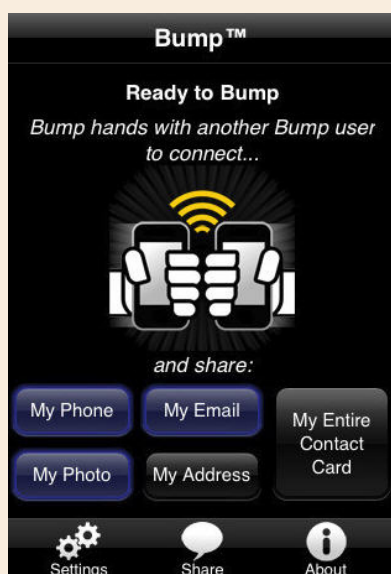 Bump™
Ready to Bump
Bump hands with another Bump user
to connect...
and share:
My Phone
My Email
My Entire
Contact
Card
My Photo
My Address
Settings
Share
About